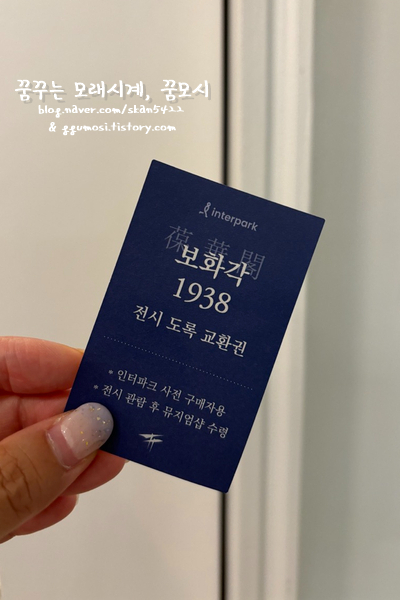 꿈꾸는 모래시계, 꿈모시
blog.naver.com/skan5422
& ggumosi.tistory.com
interpark
葆華閣
보화각
1938
전시 도록 교환권
* 인터파크 사전 구매자용
* 전시 관람 후 뮤지엄샵 수령